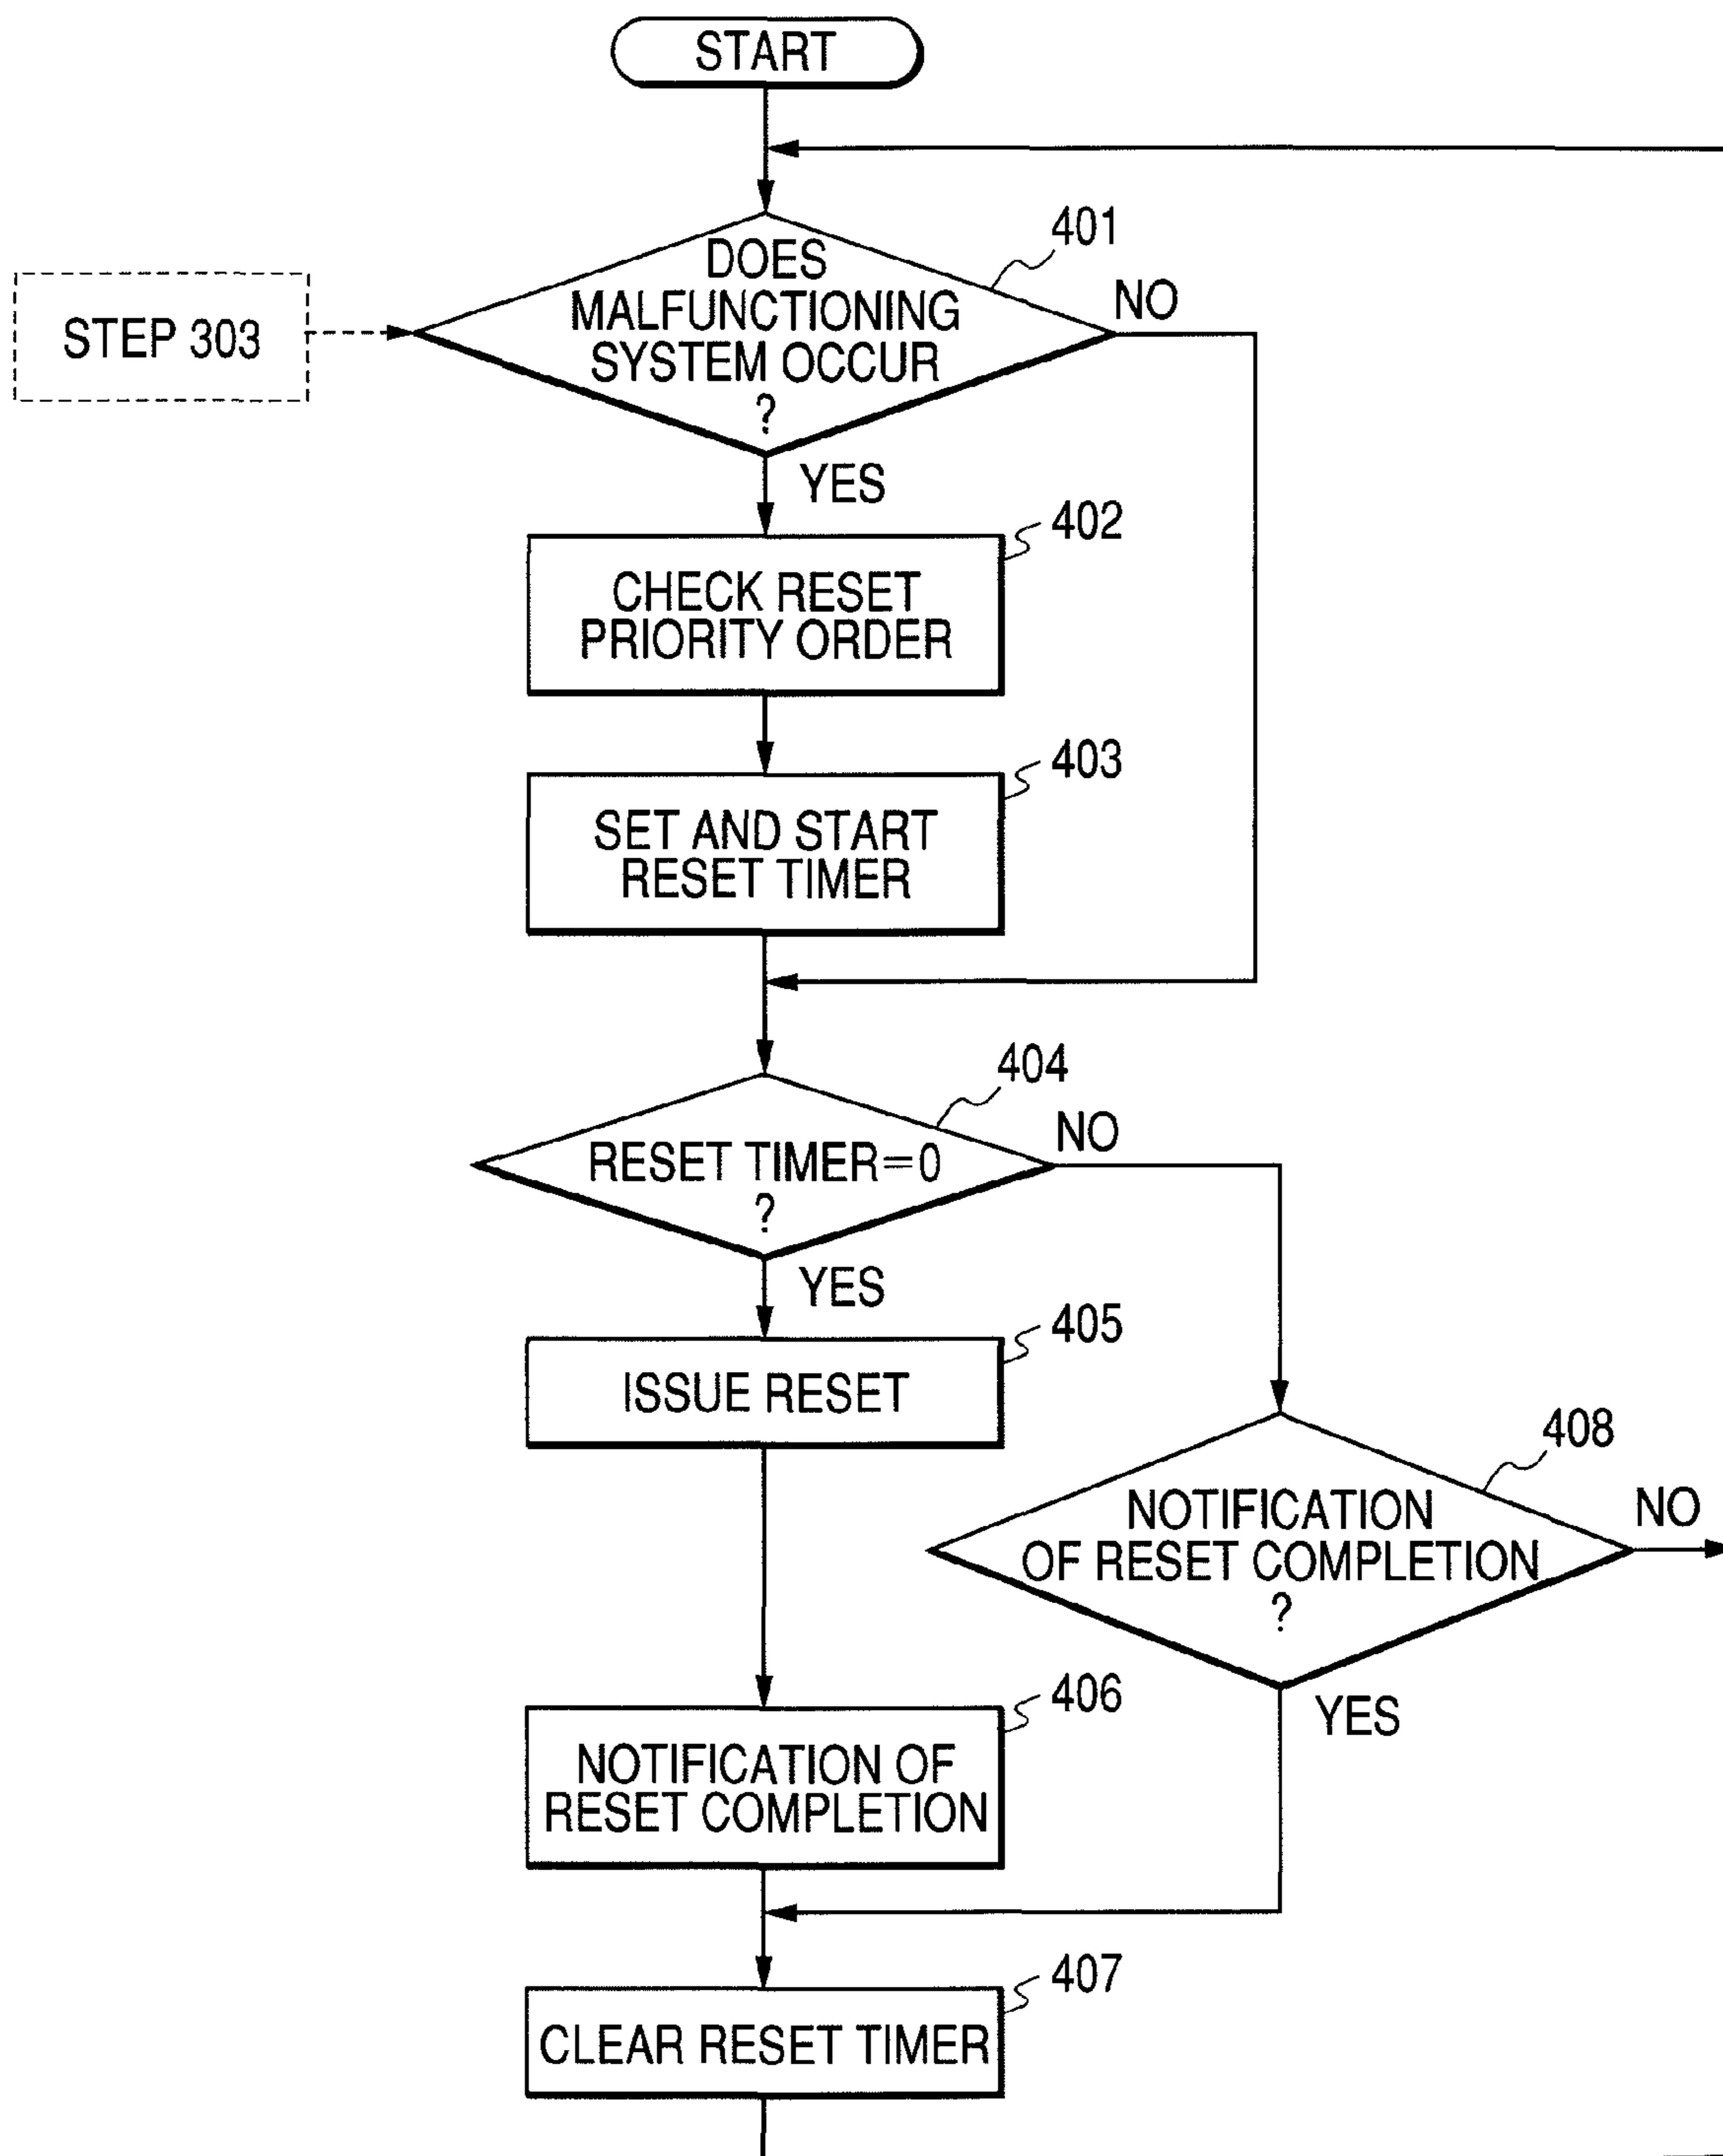 START
401
DOES
MALFUNCTIONING
SYSTEM OCCUR
?
NO
STEP 303
YES
402
CHECK RESET
PRIORITY ORDER
403
SET AND START
RESET TIMER
404
RESET TIMER=0
?
NO
YES
405
ISSUE RESET
408
NOTIFICATION
OF RESET COMPLETION
?
NO
YES
406
NOTIFICATION OF
RESET COMPLETION
407
CLEAR RESET TIMER